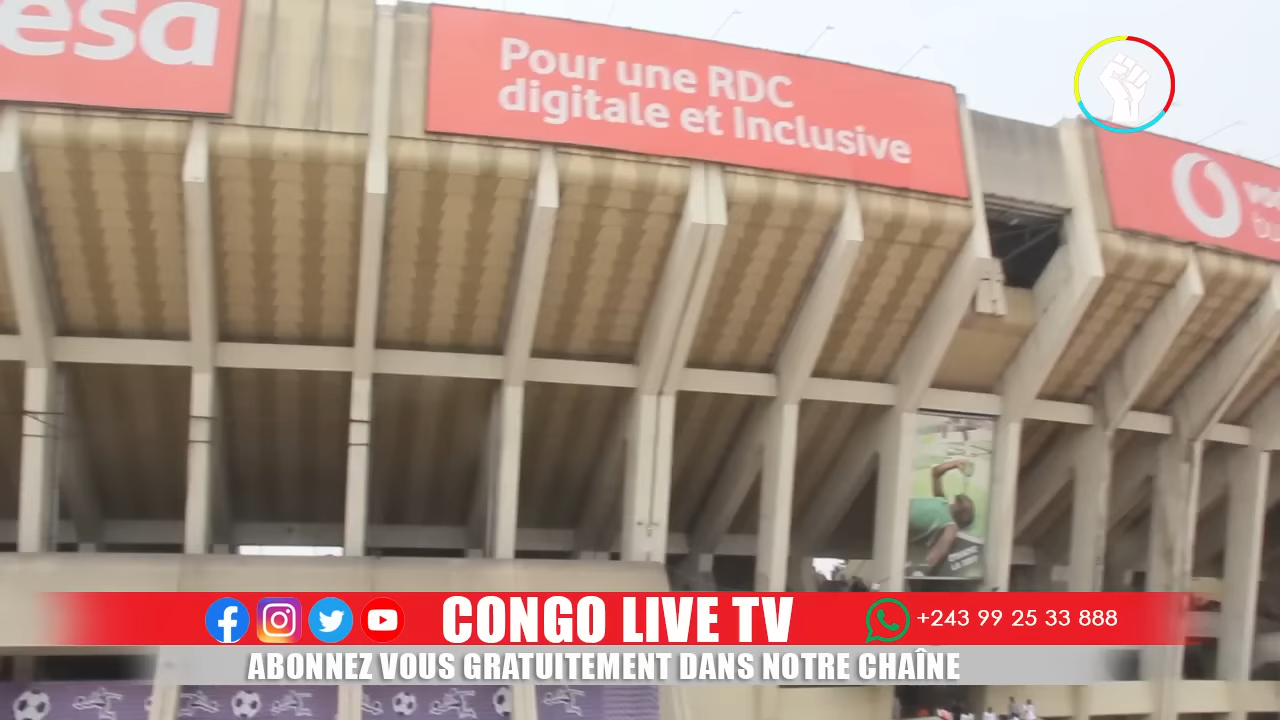 esa
Pour une RDC
digitale et Inclusive
CONGO LIVE TV
+243 99 25 33 888
ABONNEZ VOUS GRATUITEMENT DANS NOTRE CHAÎNE